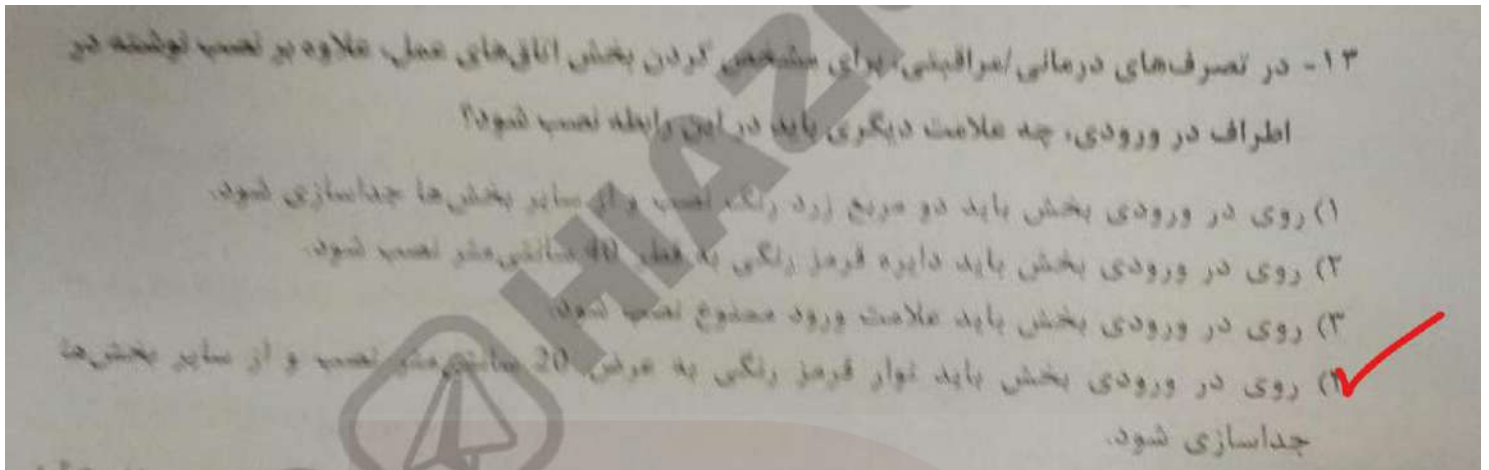 ۱۳- در تصرف‌های درمانی/مراقبتی، برای مشخص کردن بخش اتاق‌های عمل، علاوه بر نصب نوشته در
اطراف در ورودی، چه علامت دیگری باید در این رابطه نصب شود؟
۱) روی در ورودی بخش باید دو مربع زرد رنگ نصب و از سایر بخش‌ها جداسازی شود.
۲) روی در ورودی بخش باید دایره قرمز رنگی به قطر 40 سانتی‌متر نصب شود.
۳) روی در ورودی بخش باید علامت ورود ممنوع نصب شود.
۴) روی در ورودی بخش باید نوار قرمز رنگی به عرض 20 سانتی‌متر نصب و از سایر بخش‌ها
جداسازی شود.